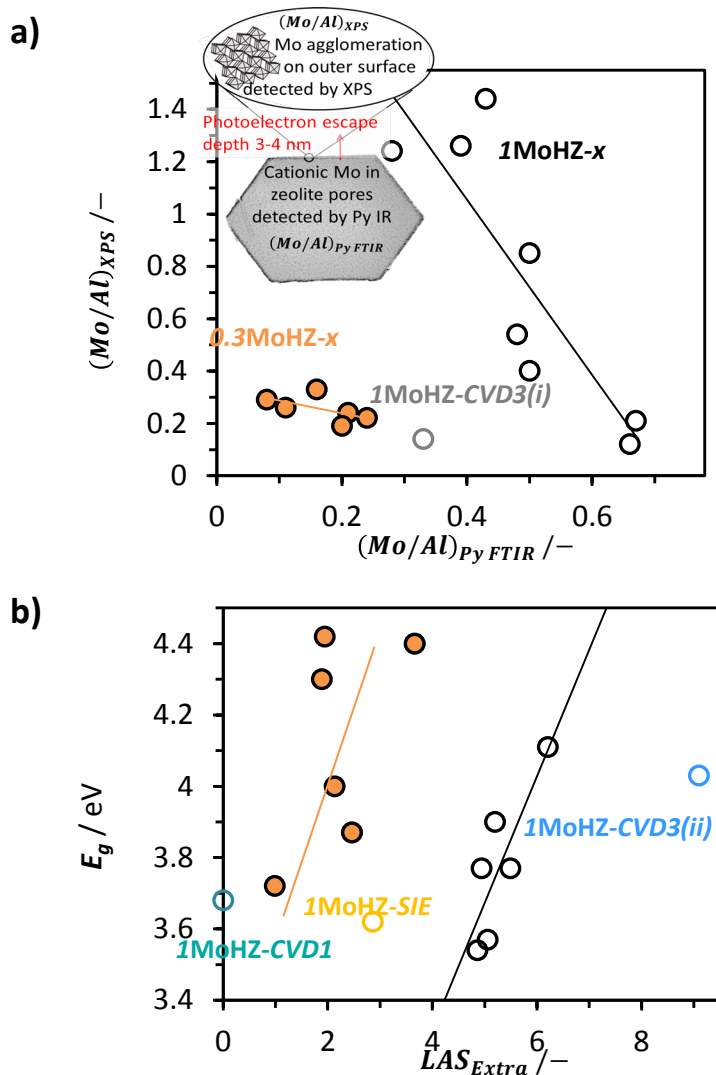 a)
(Mo/Al)XPS
Mo agglomeration
on outer surface
detected by XPS
Photoelectron escape
depth 3-4 nm
Cationic Mo in
zeolite pores
detected by Py IR
(Mo/Al)Py FTIR
1MoHZ-x
0.3MoHZ-x
1MoHZ-CVD3(i)
(Mo/Al)XPS /–
1.4
1.2
1
0.8
0.6
0.4
0.2
0
0 0.2 0.4 0.6
(Mo/Al)Py FTIR /–
b)
Eg / eV
4.4
4.2
4
3.8
3.6
3.4
1MoHZ-CVD3(ii)
1MoHZ-SIE
1MoHZ-CVD1
0 2 4 6 8
LASExtra/–